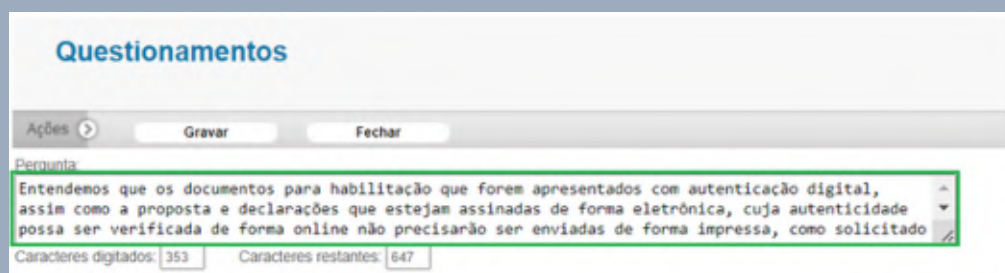 Questionamentos
Ações Gravar Fechar
Pergunta:
Entendemos que os documentos para habilitação que forem apresentados com autenticação digital,
assim como a proposta e declarações que estejam assinadas de forma eletrônica, cuja autenticidade
possa ser verificada de forma online não precisarão ser enviadas de forma impressa, como solicitado
Caracteres digitados: 353 Caracteres restantes: 647